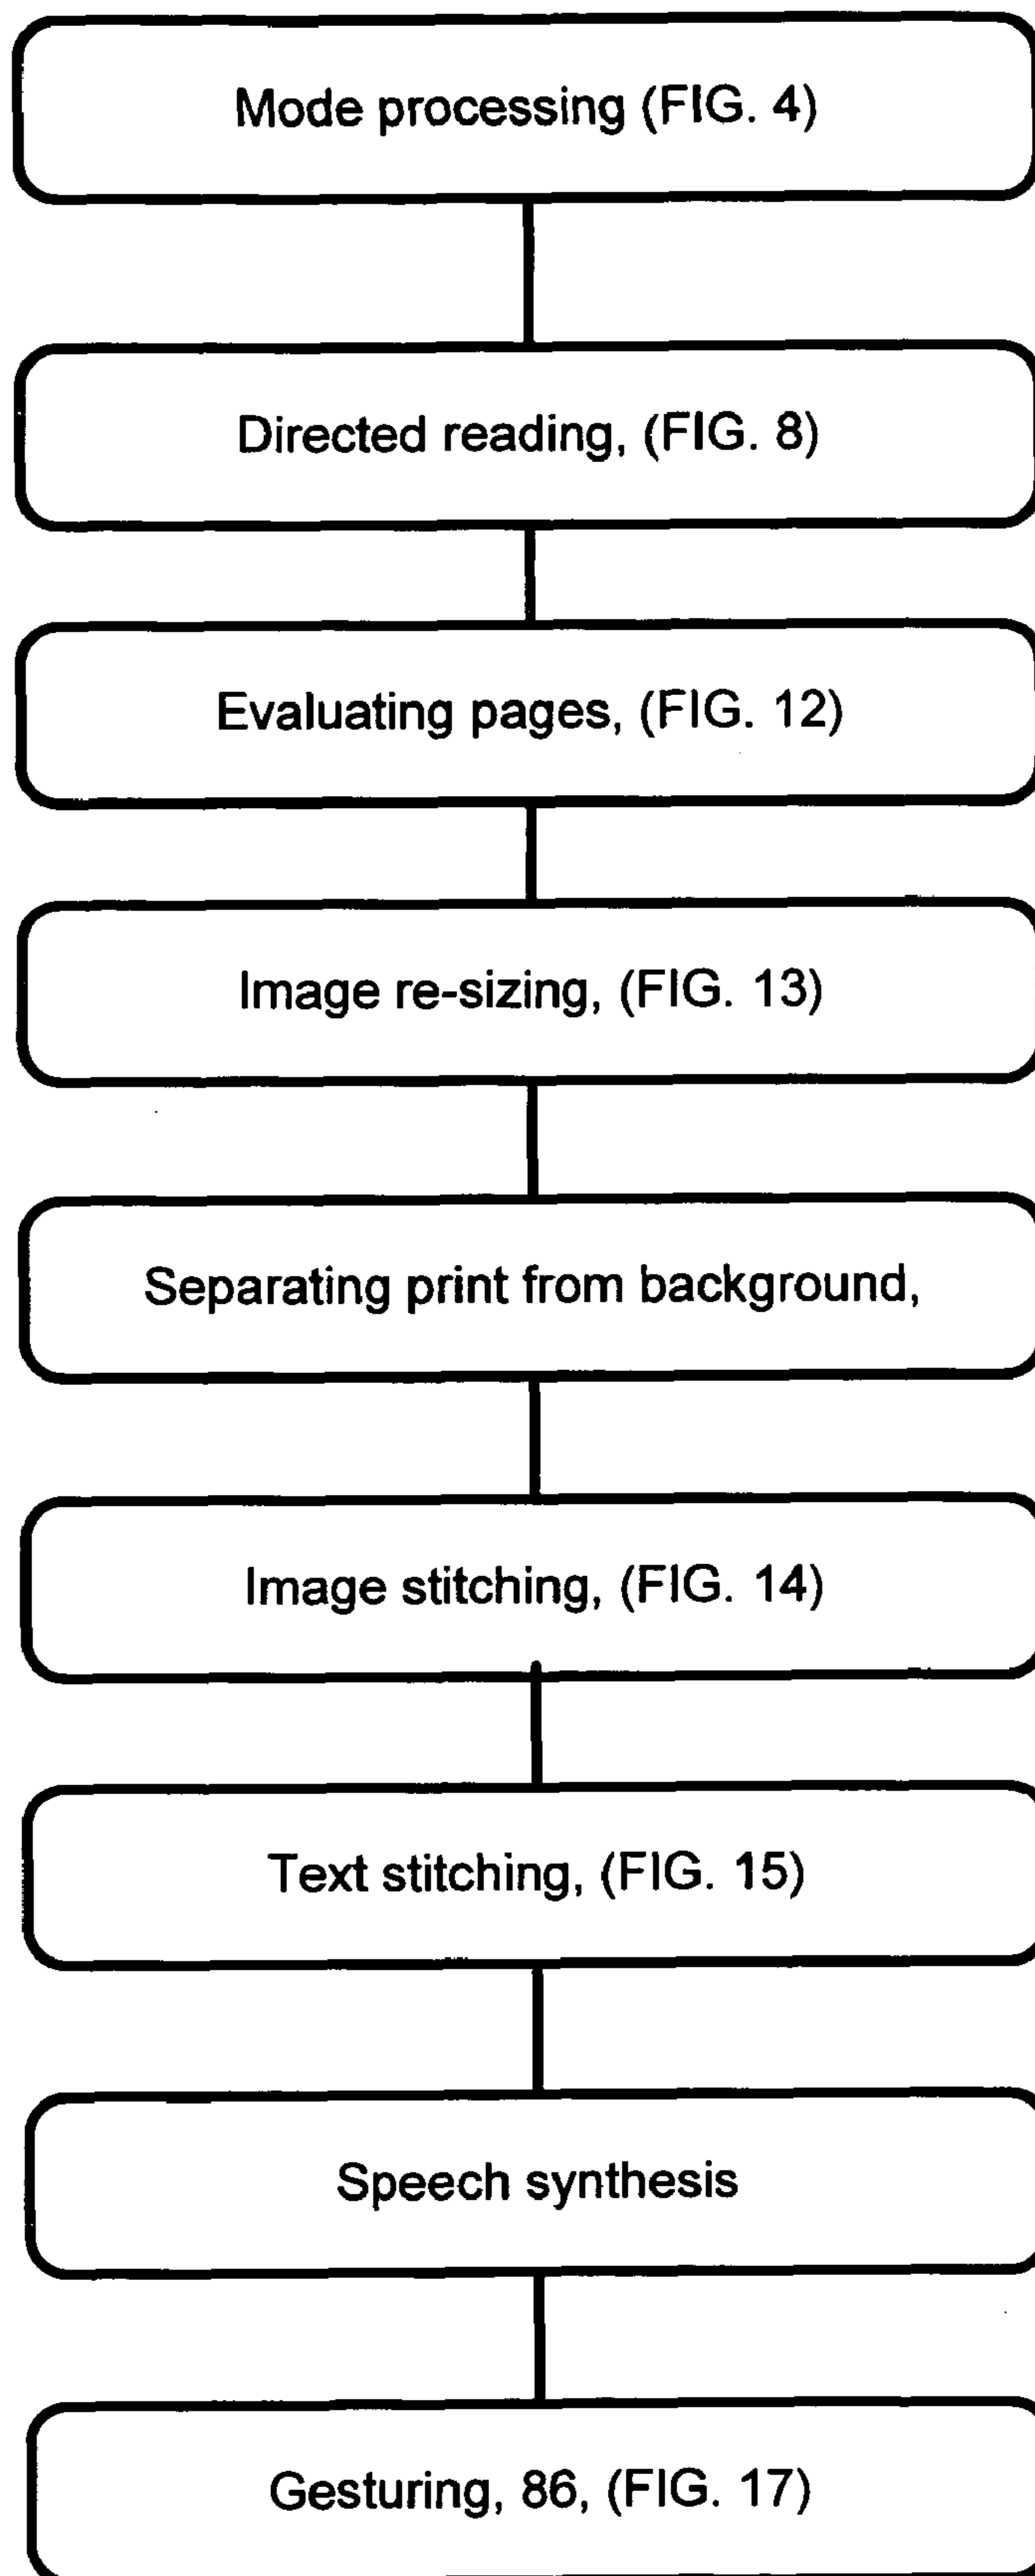 Mode processing (FIG. 4)
Directed reading, (FIG. 8)
Evaluating pages, (FIG. 12)
Image re-sizing, (FIG. 13)
Separating print from background,
Image stitching, (FIG. 14)
Text stitching, (FIG. 15)
Speech synthesis
Gesturing, 86, (FIG. 17)